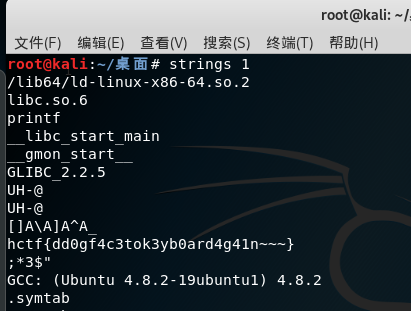 root@kali: ~/桌
文件(F) 编辑(E) 查看(V) 搜索(S) 终端(T) 帮助(H)
root@kali:~/桌面# strings 1
/lib64/ld-linux-x86-64.so.2
libc.so.6
printf
__libc_start_main
__gmon_start__
GLIBC_2.2.5
UH-@
UH-@
[]A\A]A^A_
hctf{dd0gf4c3tok3yb0ard4g41n~~~}
;*3$"
GCC: (Ubuntu 4.8.2-19ubuntu1) 4.8.2
.symtab